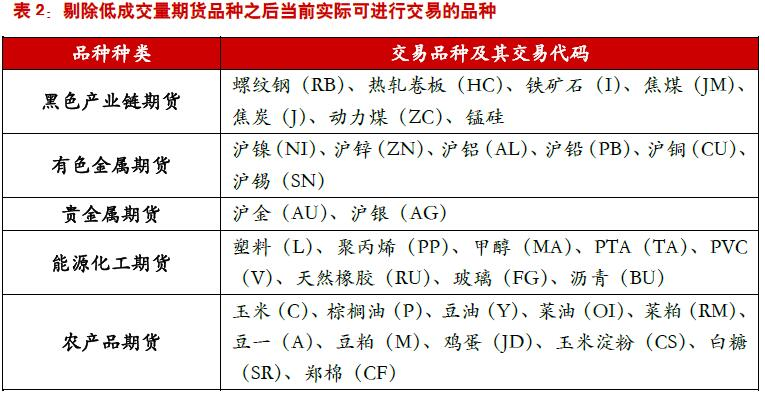 表 2：剔除低成交量期货品种之后当前实际可进行交易的品种
品种种类 交易品种及其交易代码
黑色产业链期货
螺纹钢（RB）、热轧卷板（HC）、铁矿石（I）、焦煤（JM）、
焦炭（J）、动力煤（ZC）、锰硅
有色金属期货
沪镍（NI）、沪锌（ZN）、沪铝（AL）、沪铅（PB）、沪铜（CU）、
沪锡（SN）
贵金属期货
沪金（AU）、沪银（AG）
能源化工期货
塑料（L）、聚丙烯（PP）、甲醇（MA）、PTA（TA）、PVC
（V）、天然橡胶（RU）、玻璃（FG）、沥青（BU）
农产品期货
玉米（C）、棕榈油（P）、豆油（Y）、菜油（OI）、菜粕（RM）、
豆一（A）、豆粕（M）、鸡蛋（JD）、玉米淀粉（CS）、白糖
（SR）、郑棉（CF）